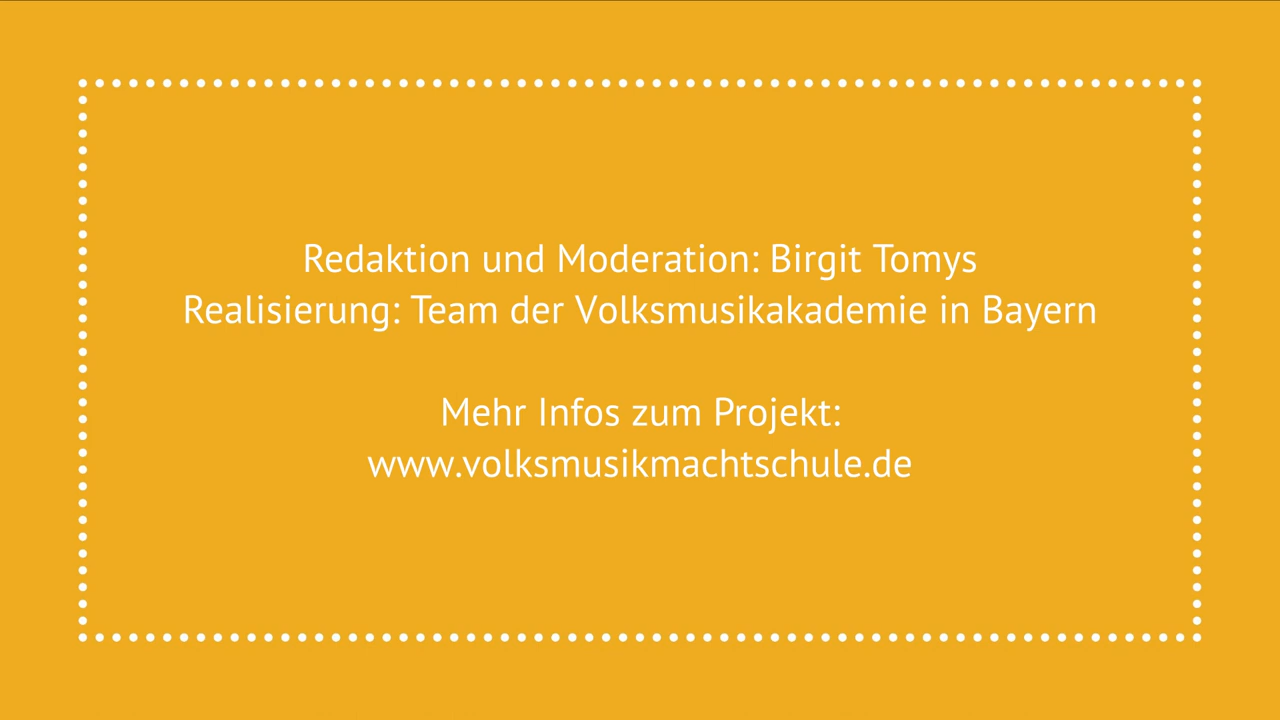 Redaktion und Moderation: Birgit Tomys
Realisierung: Team der Volksmusikakademie in Bayern
Mehr Infos zum Projekt:
www.volksmusikmachtschule.de